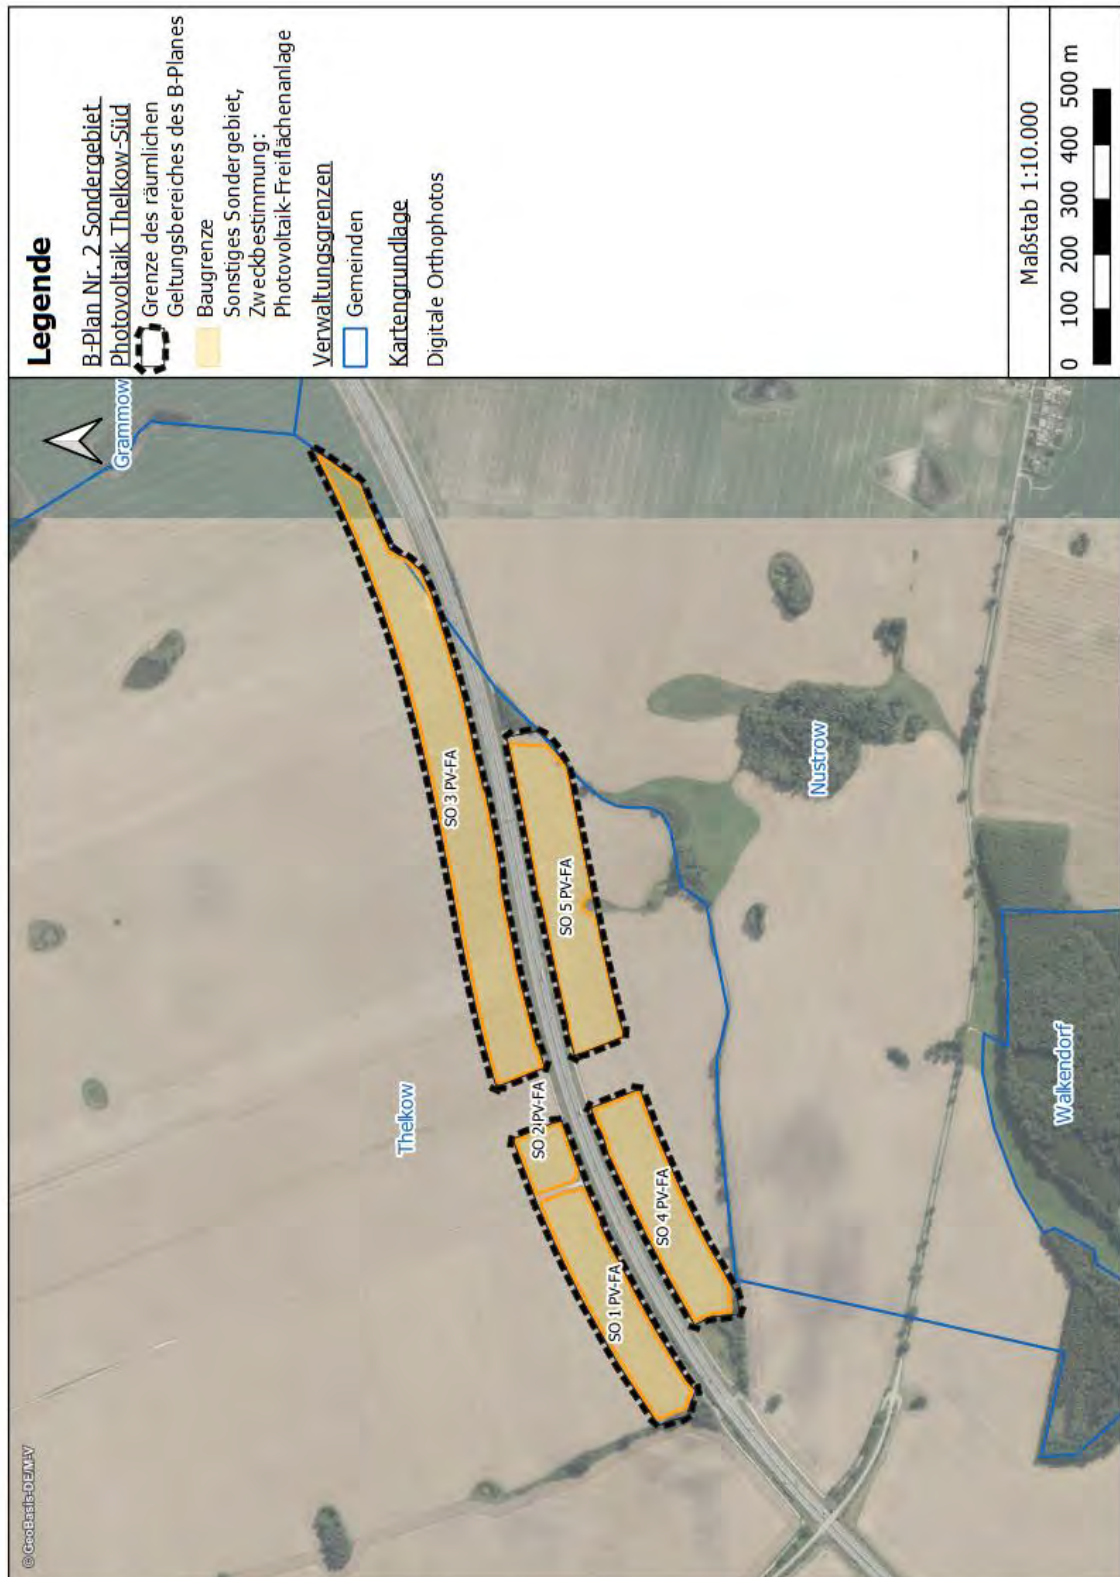 © GeoBasis-DE/M-V
Grammow
Thelkow
SO 3 PV-FA
SO 2 PV-FA
SO 1 PV-FA
SO 5 PV-FA
SO 4 PV-FA
Nustrow
Walkendorf
Legende
B-Plan Nr. 2 Sondergebiet
Photovoltaik Thelkow-Süd
Grenze des räumlichen
Geltungsbereiches des B-Planes
Baugrenze
Sonstiges Sondergebiet,
Zweckbestimmung:
Photovoltaik-Freiflächenanlage
Verwaltungsgrenzen
Gemeinden
Kartengrundlage
Digitale Orthophotos
Maßstab 1:10.000
0 100 200 300 400 500 m